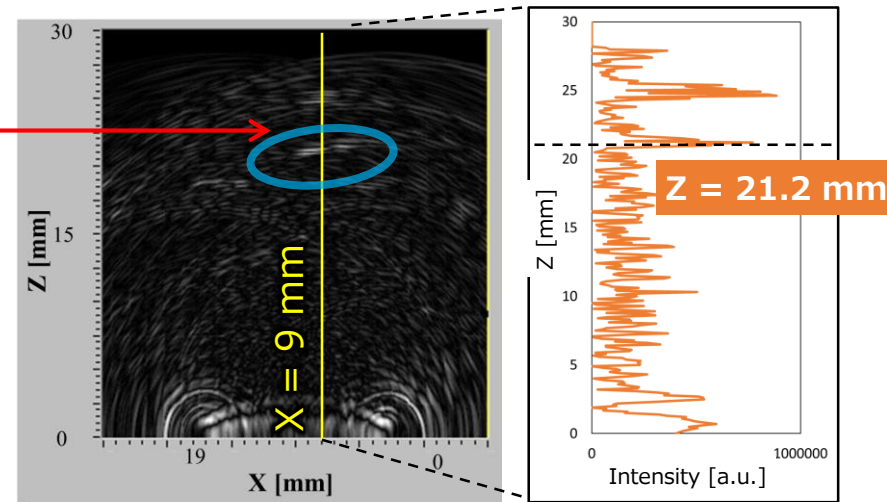 30
15
0
Z [mm]
19
0
X [mm]
X = 9 mm
30
25
20
15
10
5
0
Z [mm]
Z = 21.2 mm
0
1000000
Intensity [a.u.]